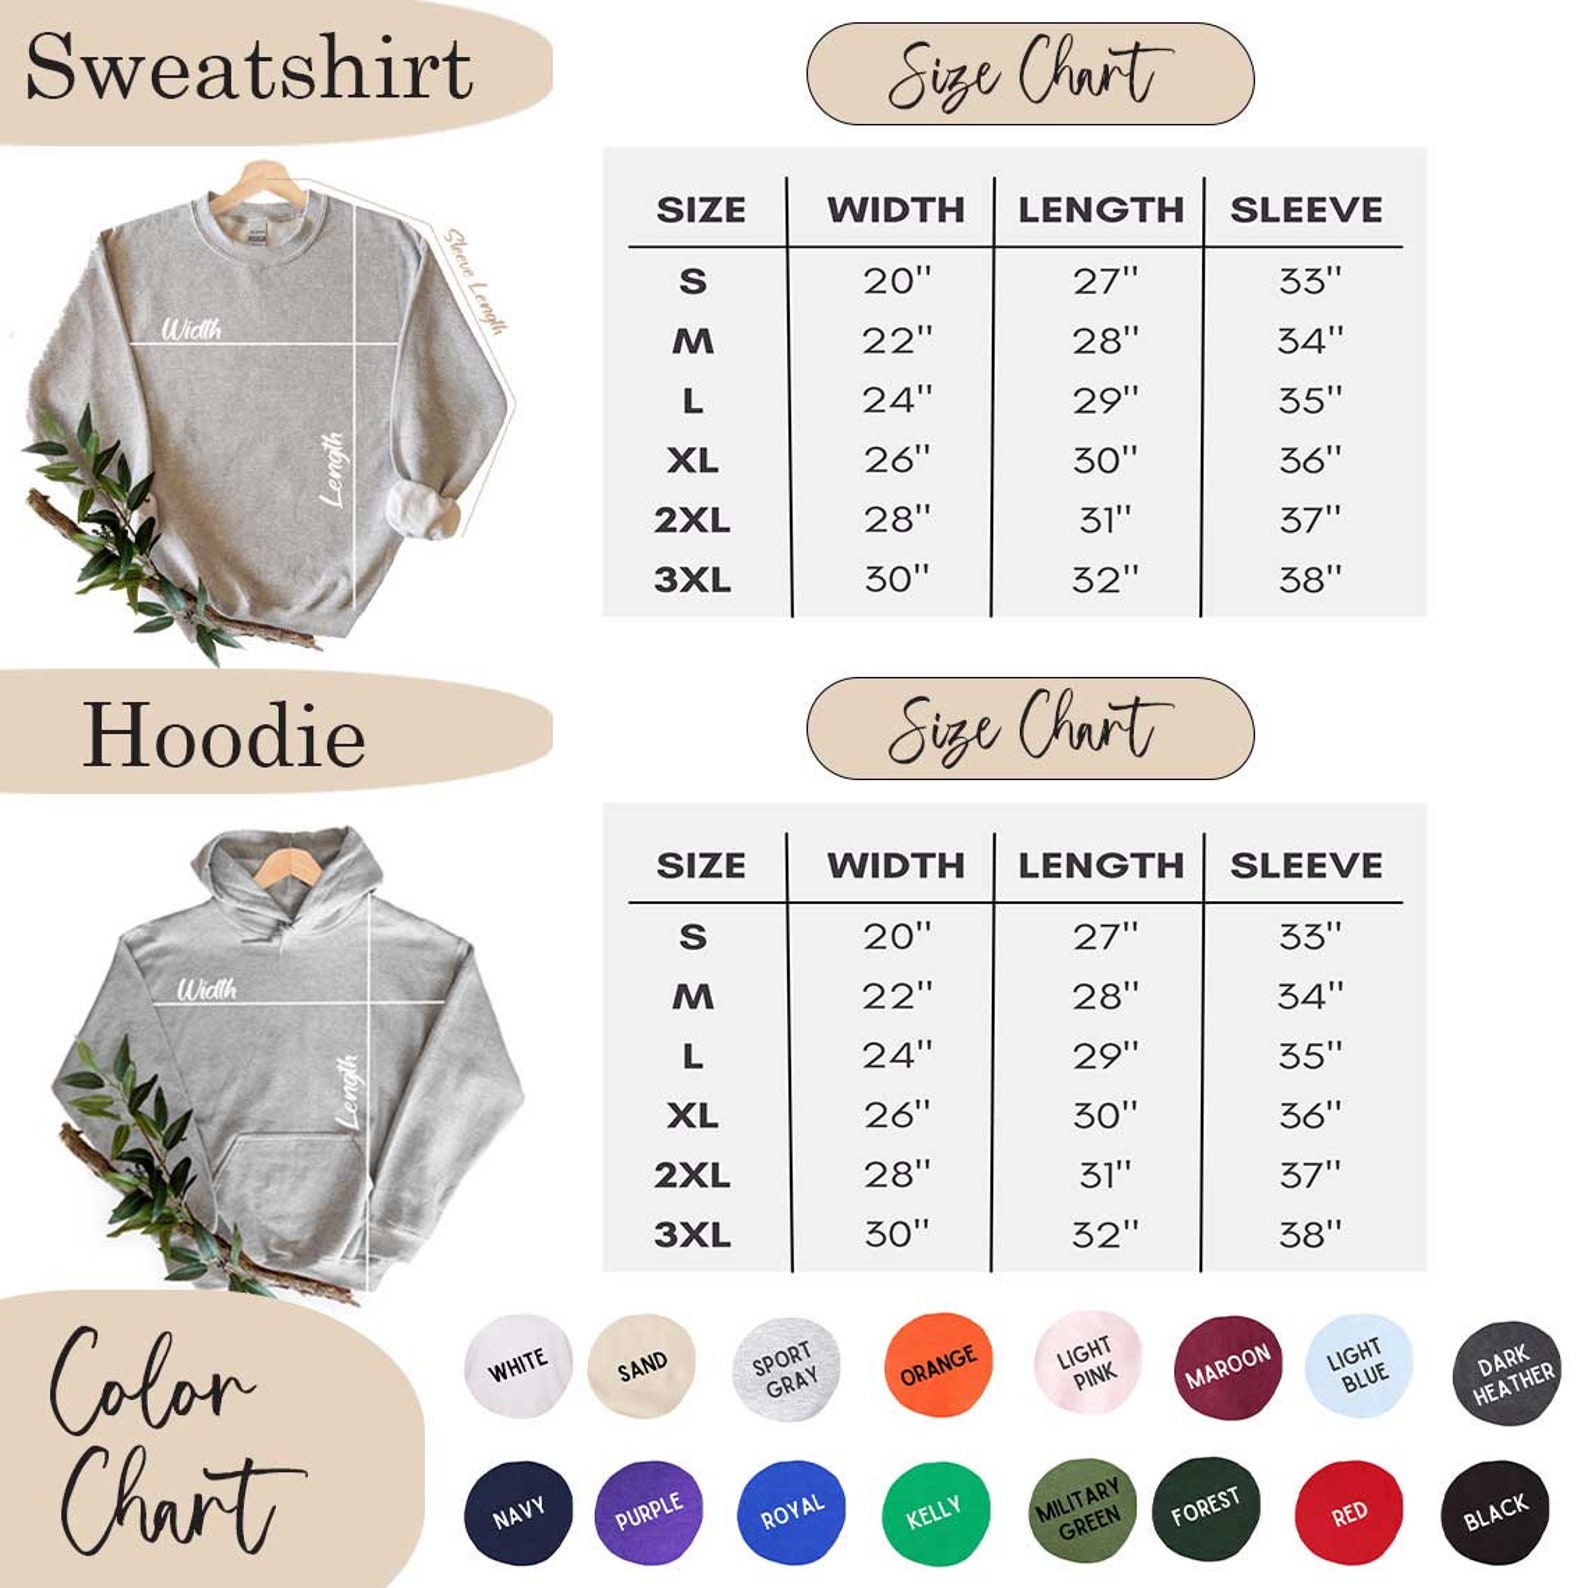 Sweatshirt
Size Chart
Width
Length
Sleeve Length
SIZE WIDTH LENGTH SLEEVE
S 20" 27" 33"
M 22" 28" 34"
L 24" 29" 35"
XL 26" 30" 36"
2XL 28" 31" 37"
3XL 30" 32" 38"
Hoodie
Size Chart
Width
Length
SIZE WIDTH LENGTH SLEEVE
S 20" 27" 33"
M 22" 28" 34"
L 24" 29" 35"
XL 26" 30" 36"
2XL 28" 31" 37"
3XL 30" 32" 38"
Color
Chart
WHITE
SAND
SPORT
GRAY
ORANGE
LIGHT
PINK
MAROON
LIGHT
BLUE
DARK
HEATHER
NAVY
PURPLE
ROYAL
KELLY
MILITARY
GREEN
FOREST
RED
BLACK